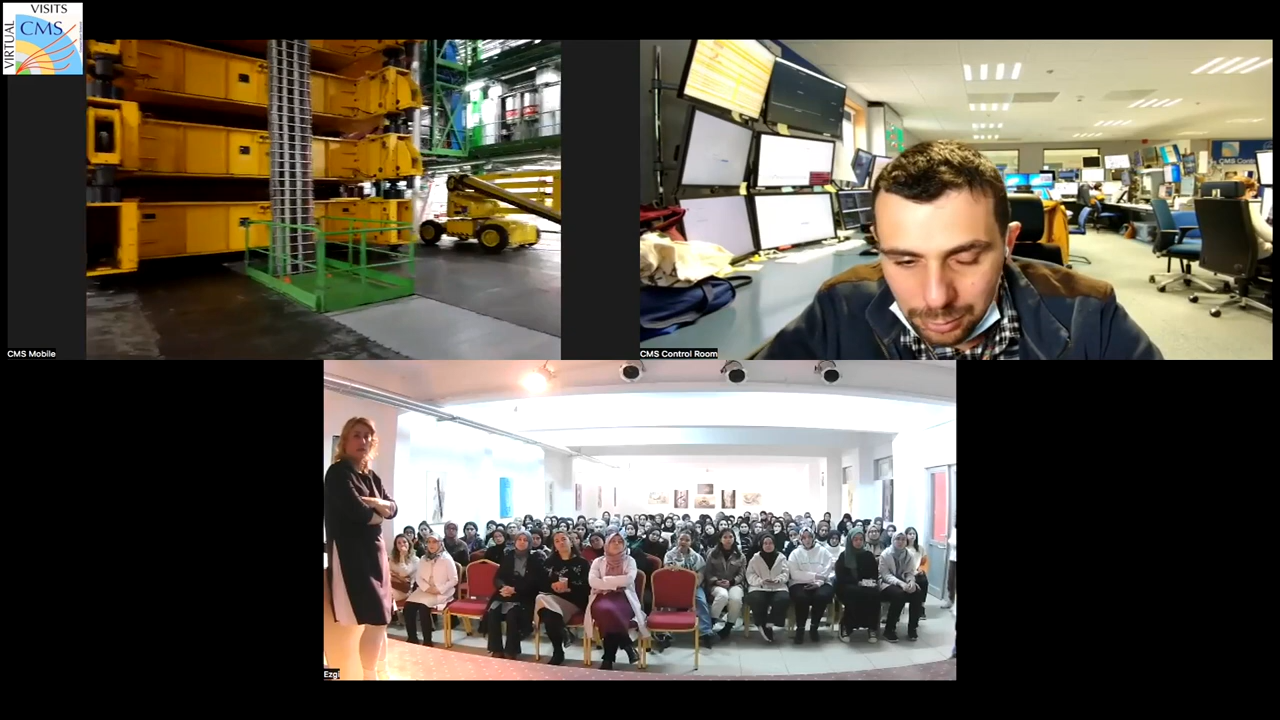 VISITS
VIRTUAL
CMS
CMS Mobile
CMS Control Room
Ezgi